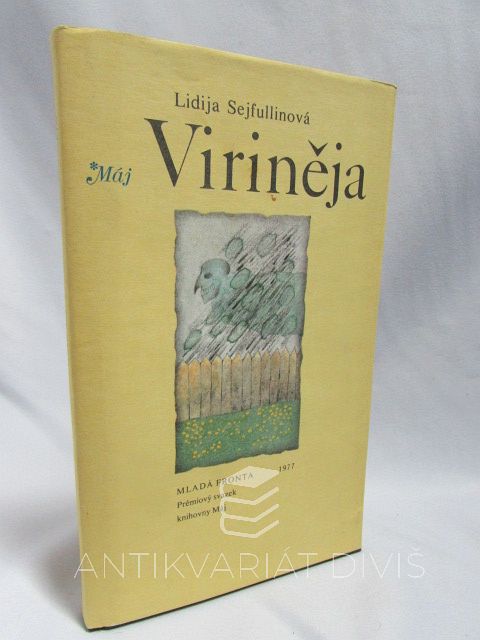 Lidija Sejfullinová
Viriněja
*Máj
MLADÁ FRONTA 1977
Prémiový svazek
knihovny Máj
ANTIKVARIÁT DIVIŠ